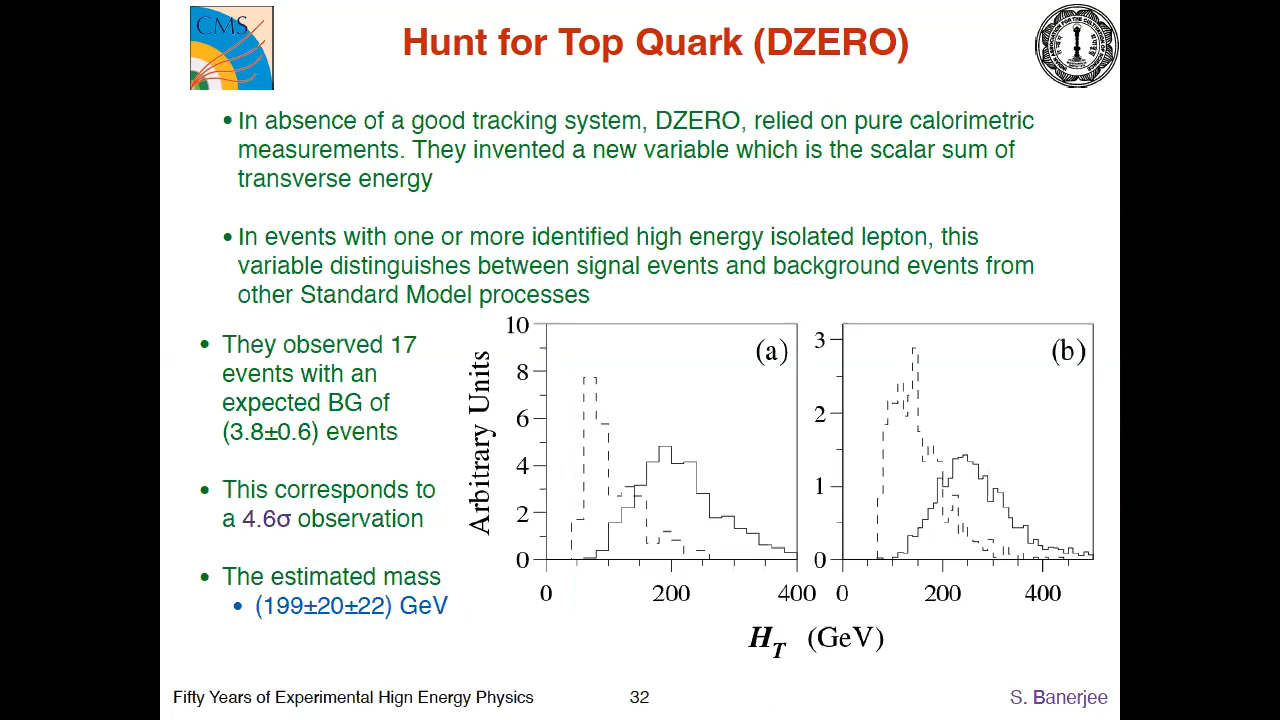 CMS
Hunt for Top Quark (DZERO)
• In absence of a good tracking system, DZERO, relied on pure calorimetric
measurements. They invented a new variable which is the scalar sum of
transverse energy
• In events with one or more identified high energy isolated lepton, this
variable distinguishes between signal events and background events from
other Standard Model processes
• They observed 17
events with an
expected BG of
(3.8±0.6) events
• This corresponds to
a 4.6σ observation
• The estimated mass
• (199±20±22) GeV
Arbitrary Units
10
8
6
4
2
0
(a)
0 200 400
3
2
1
0
(b)
0 200 400
H_T (GeV)
Fifty Years of Experimental Hign Energy Physics
32
S. Banerjee